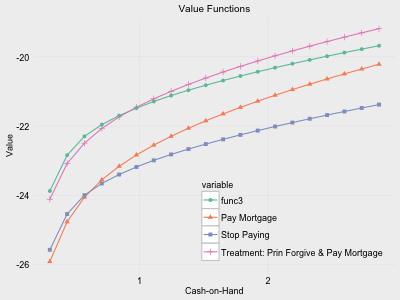 Value Functions
Value
-20
-22
-24
-26
variable
func3
Pay Mortgage
Stop Paying
Treatment: Prin Forgive & Pay Mortgage
1
2
Cash-on-Hand